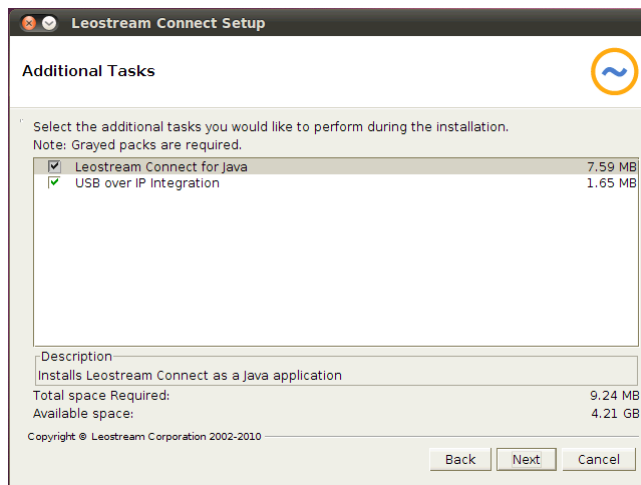 Leostream Connect Setup
Additional Tasks
Select the additional tasks you would like to perform during the installation.
Note: Grayed packs are required.
Leostream Connect for Java 7.59 MB
USB over IP Integration 1.65 MB
Description
Installs Leostream Connect as a Java application
Total space Required: 9.24 MB
Available space: 4.21 GB
Copyright © Leostream Corporation 2002-2010
Back Next Cancel